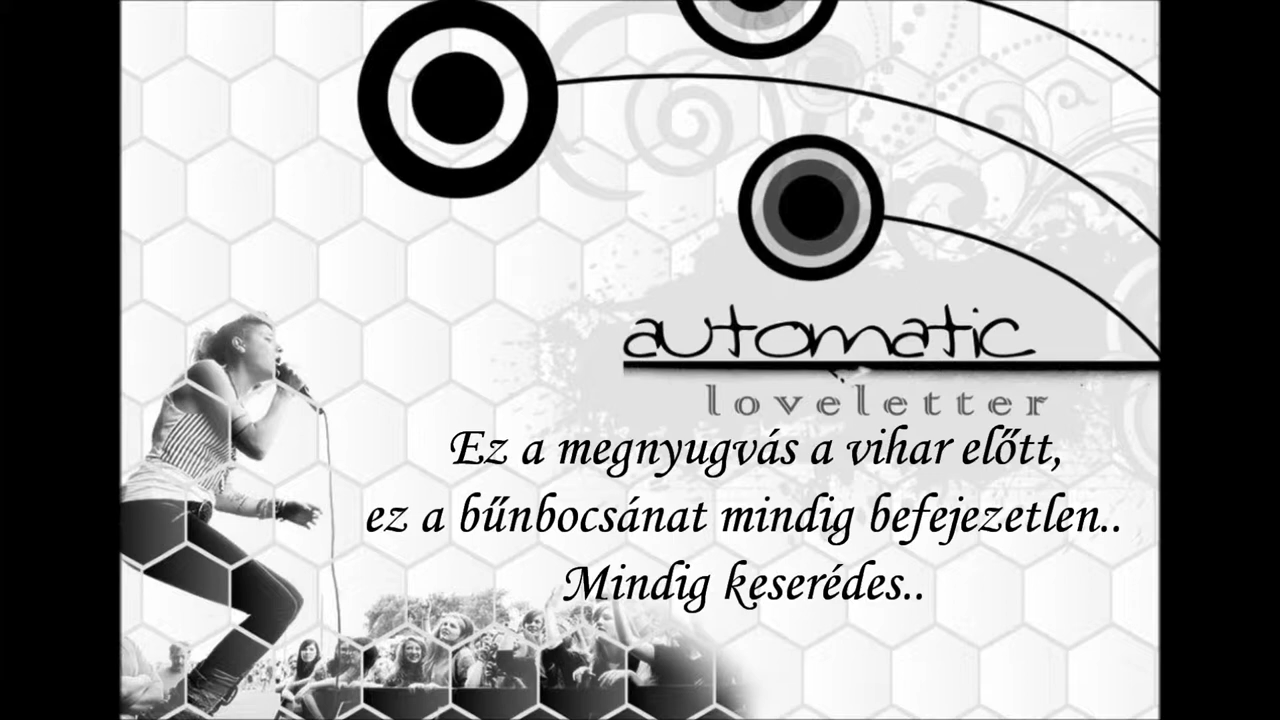 automatic
loveletter
Ez a megnyugvás a vihar előtt,
ez a bűnbocsánat mindig befejezetlen..
Mindig keserédes..